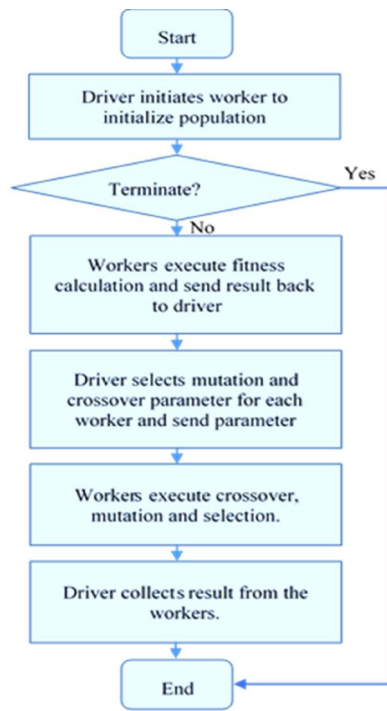 Start
Driver initiates worker to
initialize population
Yes
Terminate?
No
Workers execute fitness
calculation and send result back
to driver
Driver selects mutation and
crossover parameter for each
worker and send parameter
Workers execute crossover,
mutation and selection.
Driver collects result from the
workers.
End